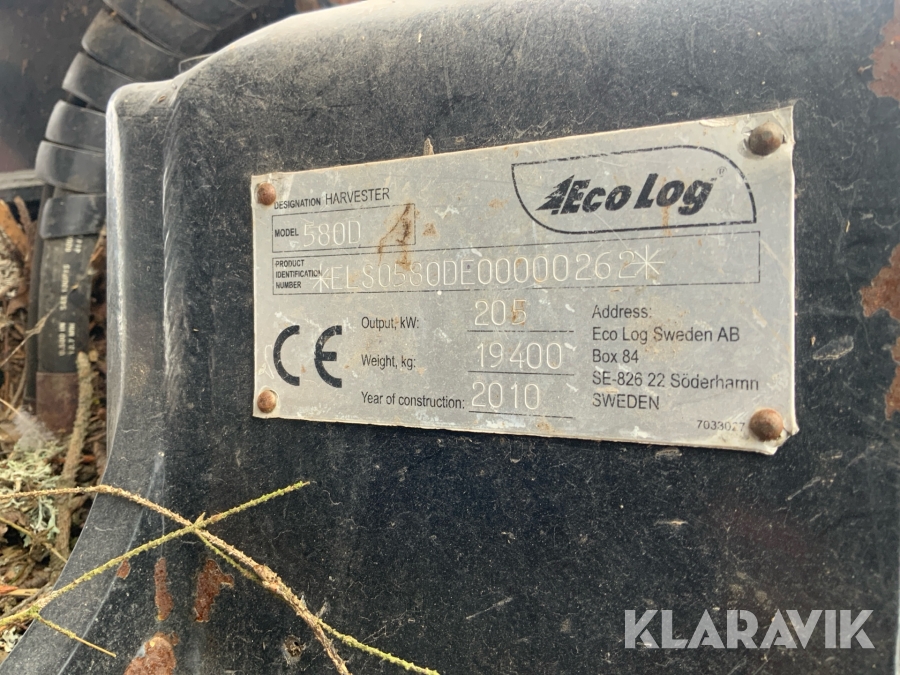 DESIGNATION HARVESTER
Eco Log®
MODEL 580D
PRODUCT IDENTIFICATION NUMBER *ELS0580DE00000262*
Output, kW: 205
Weight, kg: 19400
Year of construction: 2010
CE
Address:
Eco Log Sweden AB
Box 84
SE-826 22 Söderhamn
SWEDEN
7033027
KLARAVIK